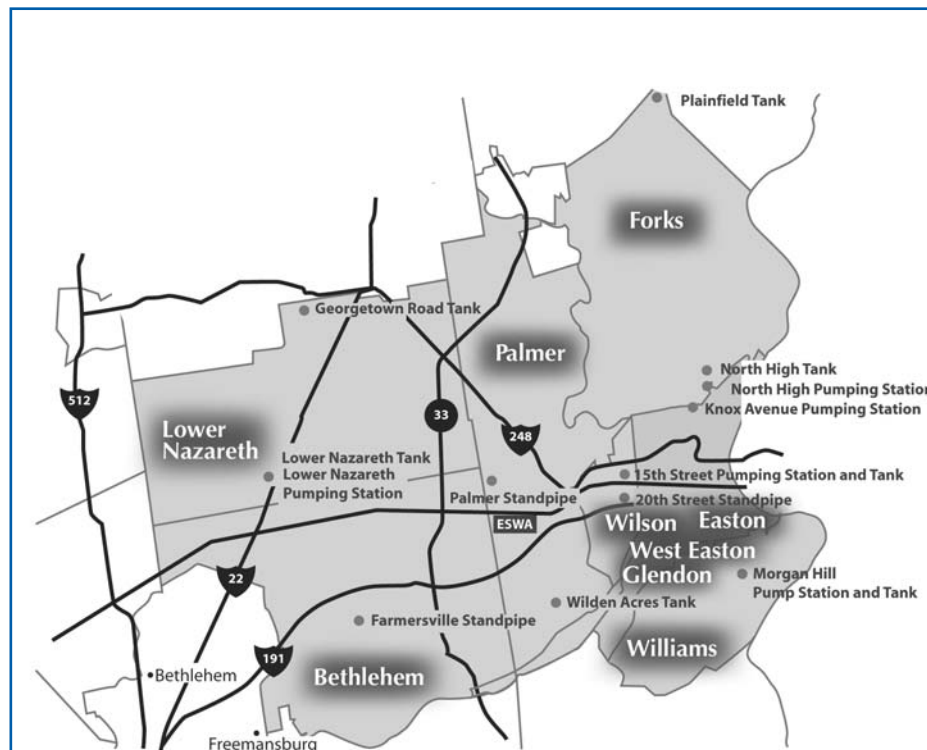 Plainfield Tank
Forks
Georgetown Road Tank
Palmer
North High Tank
North High Pumping Station
Knox Avenue Pumping Station
512
33
248
Lower
Nazareth
Lower Nazareth Tank
Lower Nazareth
Pumping Station
Palmer Standpipe
15th Street Pumping Station and Tank
20th Street Standpipe
ESWA
Wilson
Easton
West Easton
Glendon
Morgan Hill
Pump Station and Tank
22
Wilden Acres Tank
Farmersville Standpipe
191
Williams
Bethlehem
Bethlehem
Freemansburg